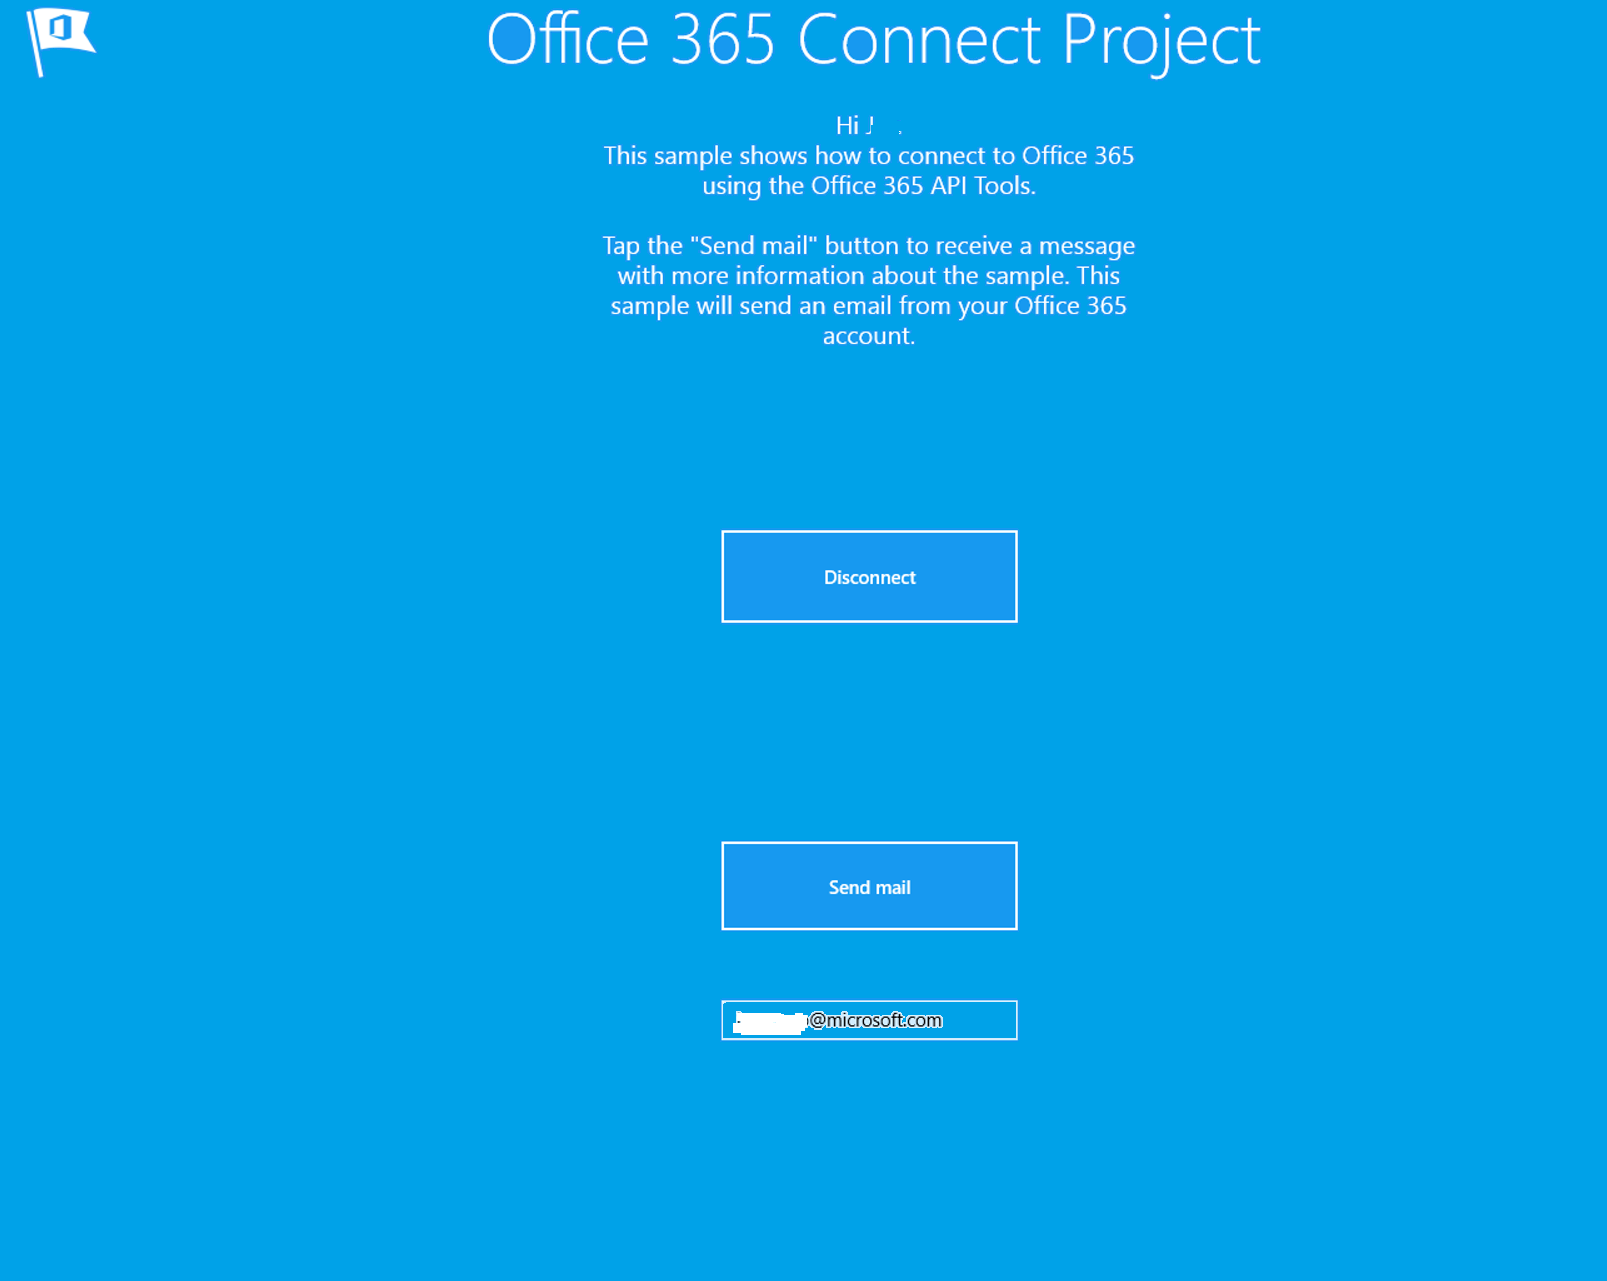 Office 365 Connect Project
Hi
This sample shows how to connect to Office 365
using the Office 365 API Tools.
Tap the "Send mail" button to receive a message
with more information about the sample. This
sample will send an email from your Office 365
account.
Disconnect
Send mail
@microsoft.com